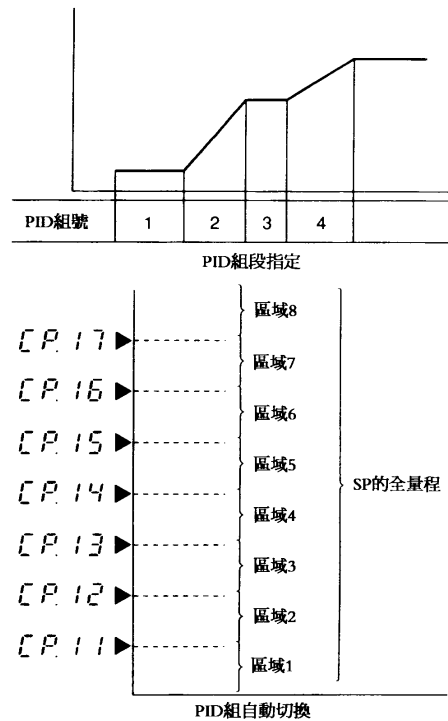 PID組號 1 2 3 4
PID組段指定
區域8
CP. 17
區域7
CP. 16
區域6
CP. 15
區域5
SP的全量程
CP. 14
區域4
CP. 13
區域3
CP. 12
區域2
CP. 11
區域1
PID組自動切換